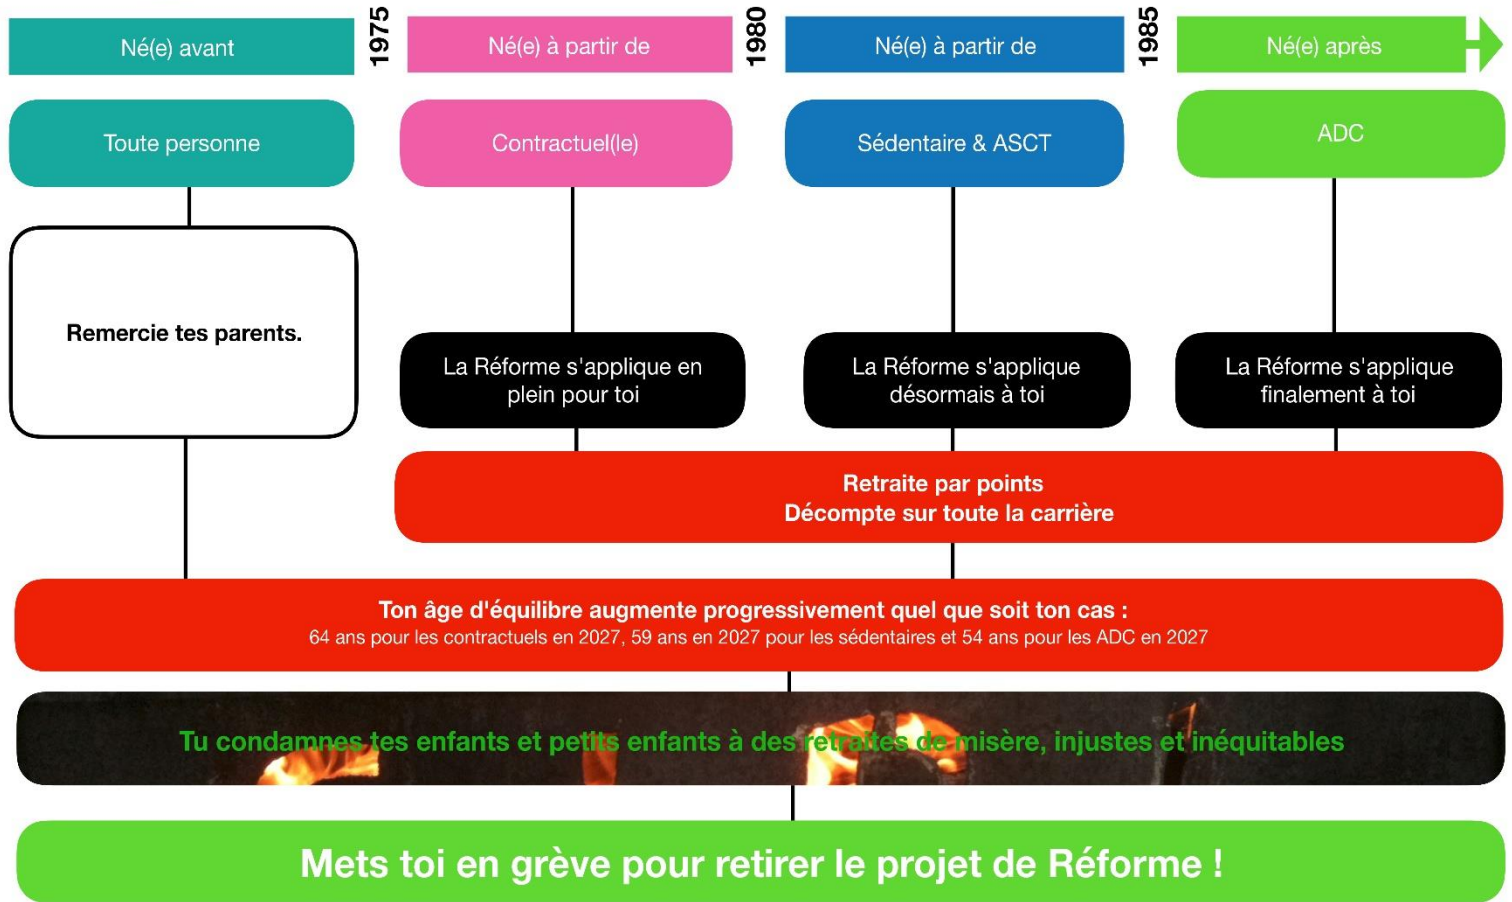 Né(e) avant
1975
Né(e) à partir de
1980
Né(e) à partir de
1985
Né(e) après
Toute personne
Contractuel(le)
Sédentaire & ASCT
ADC
Remercie tes parents.
La Réforme s'applique en
plein pour toi
La Réforme s'applique
désormais à toi
La Réforme s'applique
finalement à toi
Retraite par points
Décompte sur toute la carrière
Ton âge d'équilibre augmente progressivement quel que soit ton cas :
64 ans pour les contractuels en 2027, 59 ans en 2027 pour les sédentaires et 54 ans pour les ADC en 2027
Tu condamnes tes enfants et petits enfants à des retraites de misère, injustes et inéquitables
Mets toi en grève pour retirer le projet de Réforme !